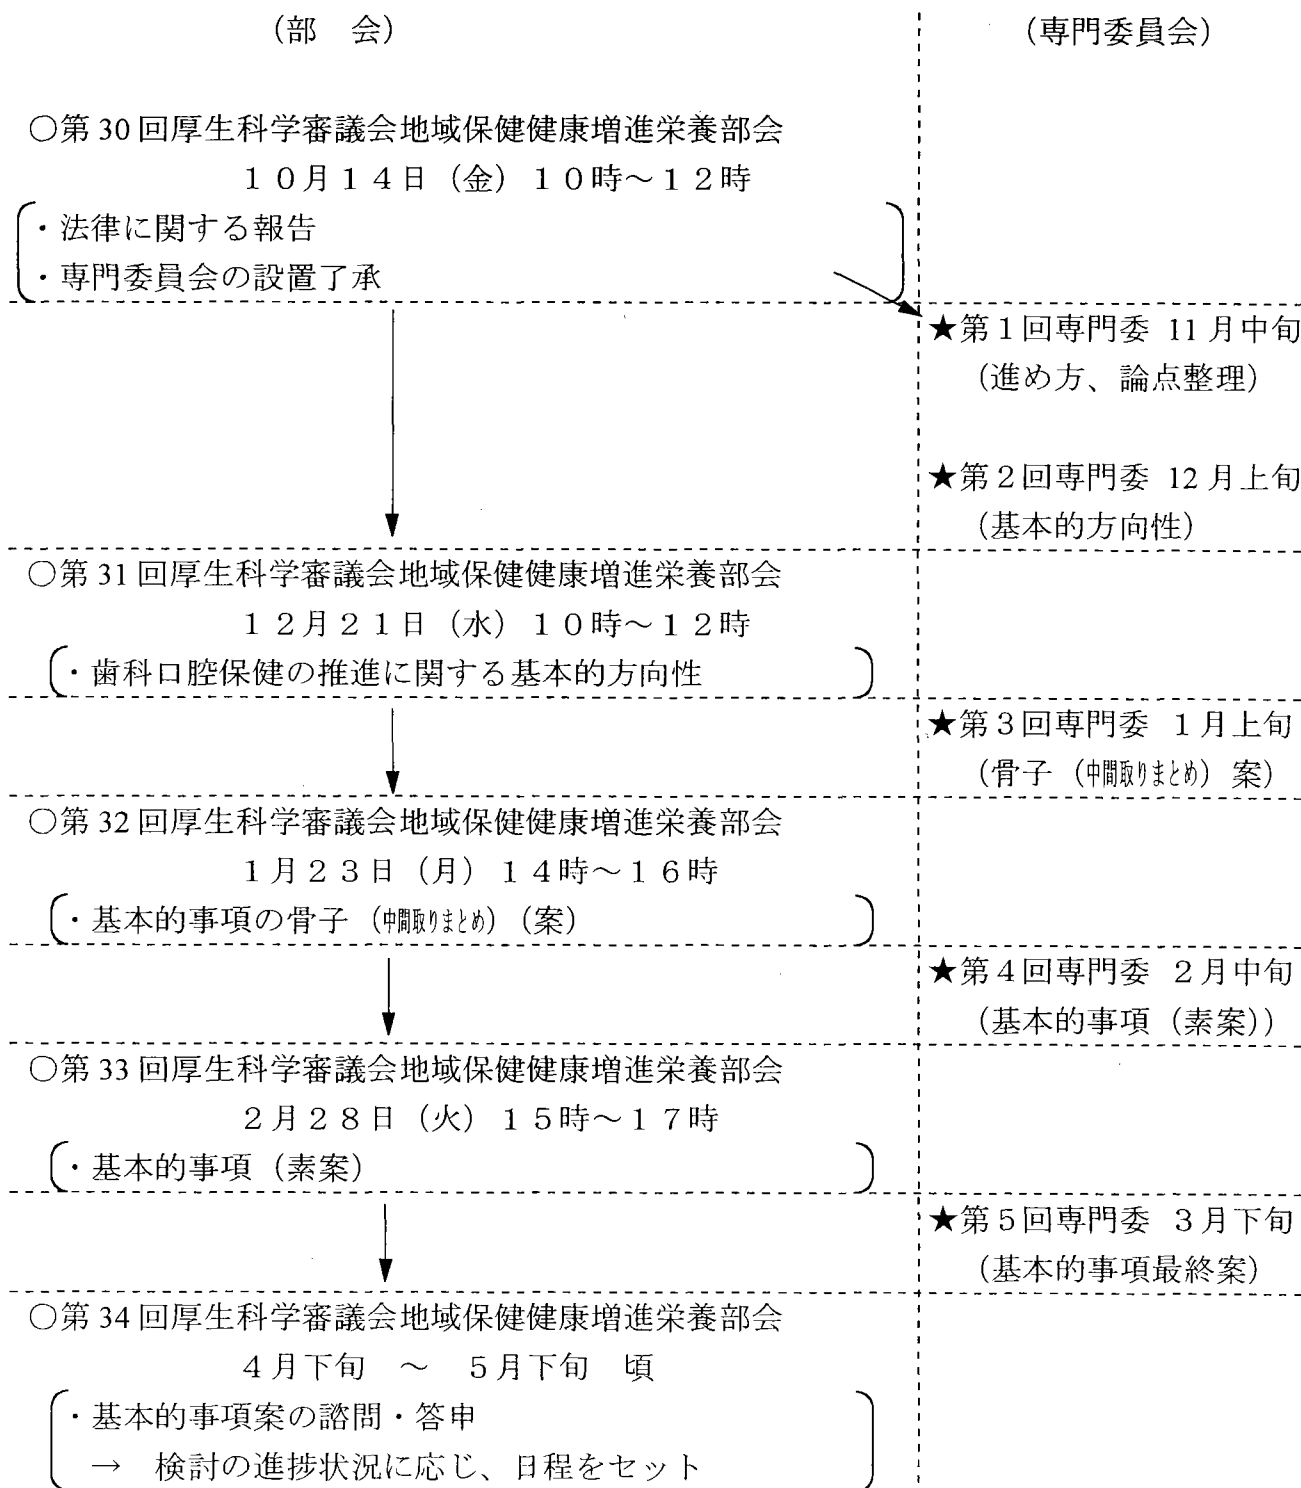 （部　会）
（専門委員会）
○第30回厚生科学審議会地域保健健康増進栄養部会
１０月１４日（金）１０時～１２時
・法律に関する報告
・専門委員会の設置了承
★第１回専門委 11月中旬
（進め方、論点整理）
★第２回専門委 12月上旬
（基本的方向性）
○第31回厚生科学審議会地域保健健康増進栄養部会
１２月２１日（水）１０時～１２時
・歯科口腔保健の推進に関する基本的方向性
★第３回専門委 １月上旬
（骨子（中間取りまとめ）案）
○第32回厚生科学審議会地域保健健康増進栄養部会
１月２３日（月）１４時～１６時
・基本的事項の骨子（中間取りまとめ）（案）
★第４回専門委 ２月中旬
（基本的事項（素案））
○第33回厚生科学審議会地域保健健康増進栄養部会
２月２８日（火）１５時～１７時
・基本的事項（素案）
★第５回専門委 ３月下旬
（基本的事項最終案）
○第34回厚生科学審議会地域保健健康増進栄養部会
４月下旬　～　５月下旬　頃
・基本的事項案の諮問・答申
→　検討の進捗状況に応じ、日程をセット